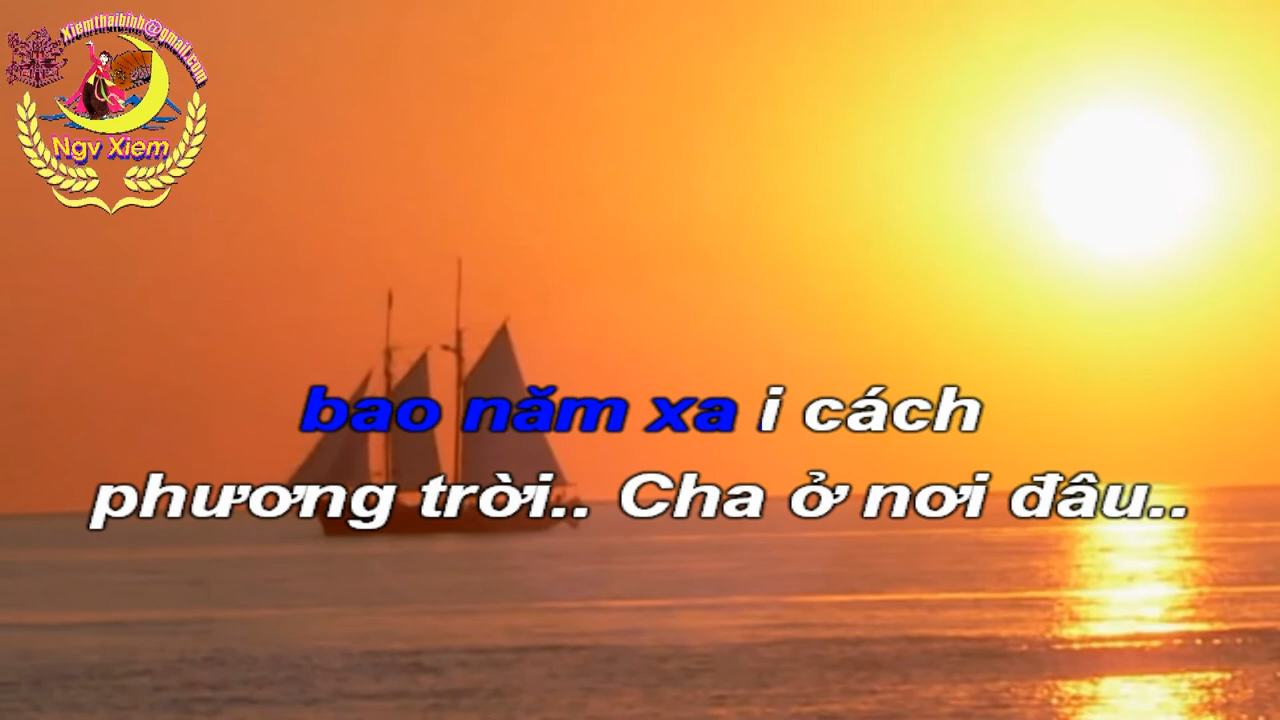 Xiemthaibinh@gmail.com
Ngv Xiem
bao năm xa i cách
phương trời.. Cha ở nơi đâu..